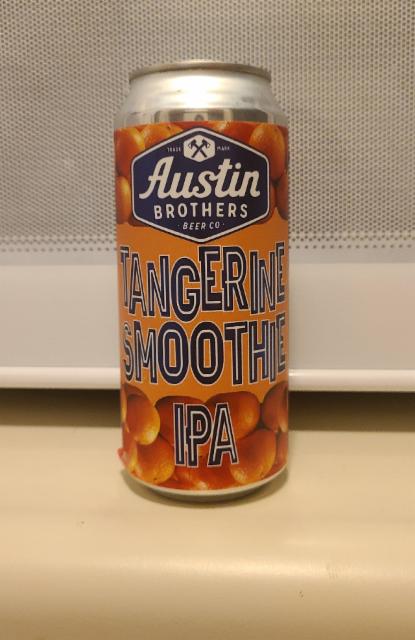 TRADE MARK
Austin
BROTHERS
· BEER CO ·
TANGERINE
SMOOTHIE
IPA